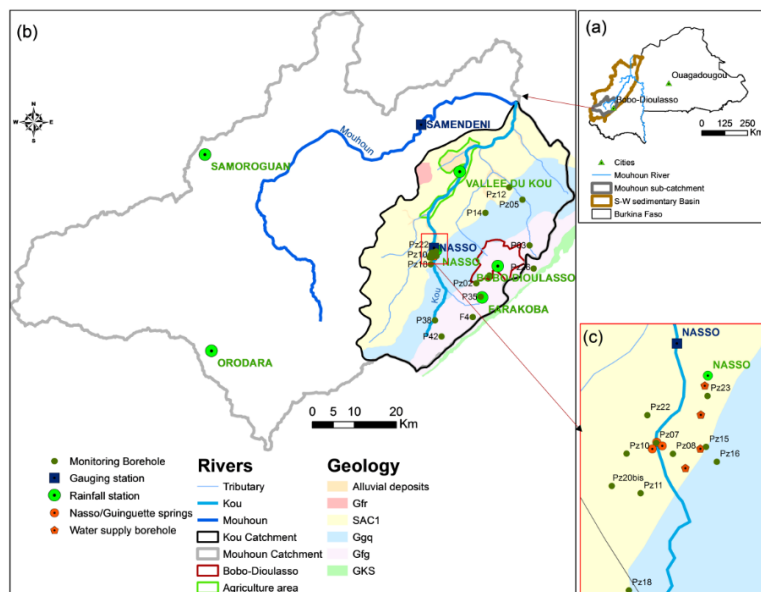 (b)
N
W
E
S
SAMENDENI
Mouhoun
SAMOROGUAN
VALLEE DU KOU
Pz12
Pz05
P14
Pz22
NASSO
Pz10
NASSO
Pz18
BOBO-DIOULASSO
Pz02
P35
FARAKOBA
Kou
P38
F4
P42
ORODARA
0 10 20
Km
Monitoring Borehole
Gauging station
Rainfall station
Nasso/Guinguette springs
Water supply borehole
Rivers
Tributary
Kou
Mouhoun
Kou Catchment
Mouhoun Catchment
Bobo-Dioulasso
Agriculture area
Geology
Alluvial deposits
Gfr
SAC1
Ggq
Gfg
GKS
(a)
Ouagadougou
Bobo-Dioulasso
0 125 250
Km
Cities
Mouhoun River
Mouhoun sub-catchment
S-W sedimentary Basin
Burkina Faso
(c)
NASSO
NASSO
Pz23
Pz22
Pz07
Pz10
Pz08
Pz15
Pz16
Pz20bis
Pz11
Pz18